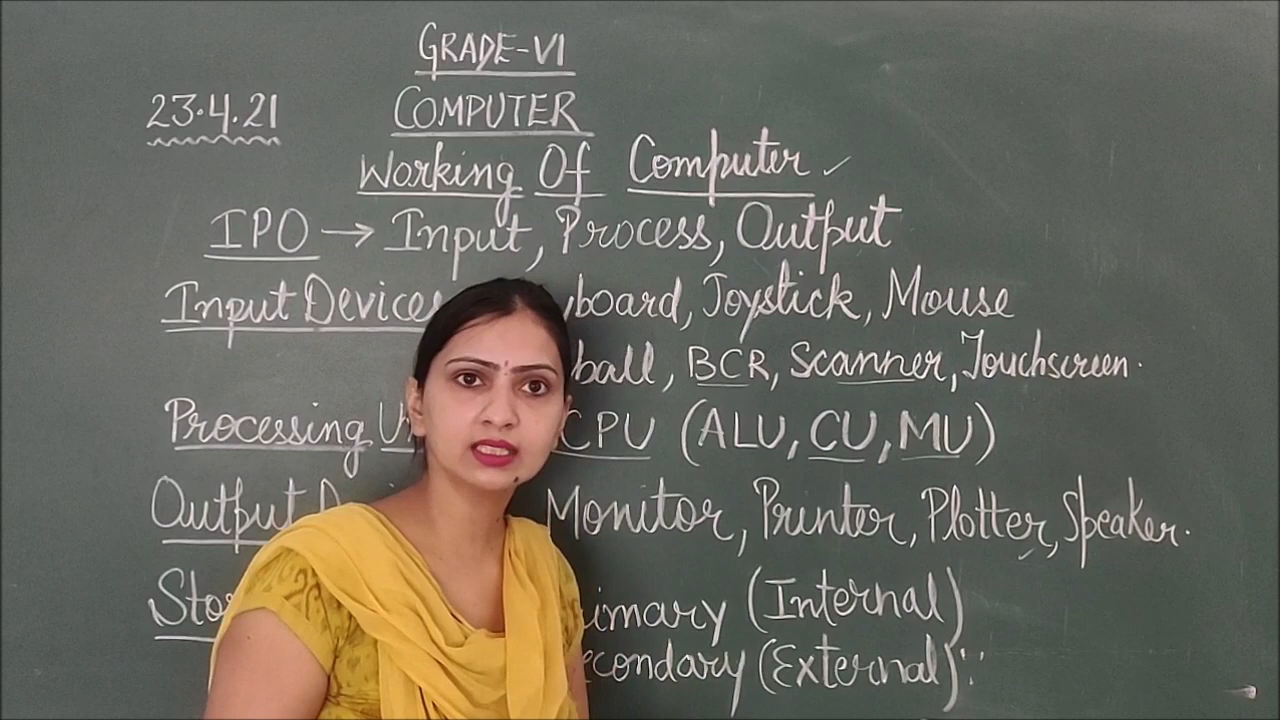 GRADE-VI
23.4.21 COMPUTER
Working Of Computer
IPO → Input, Process, Output
Input Devices yboard, Joystick, Mouse
ball, BCR, Scanner, Touchscreen.
Processing CPU (ALU, CU, MU)
Output Monitor, Printer, Plotter, Speaker.
Sto imary (Internal)
econdary (External)